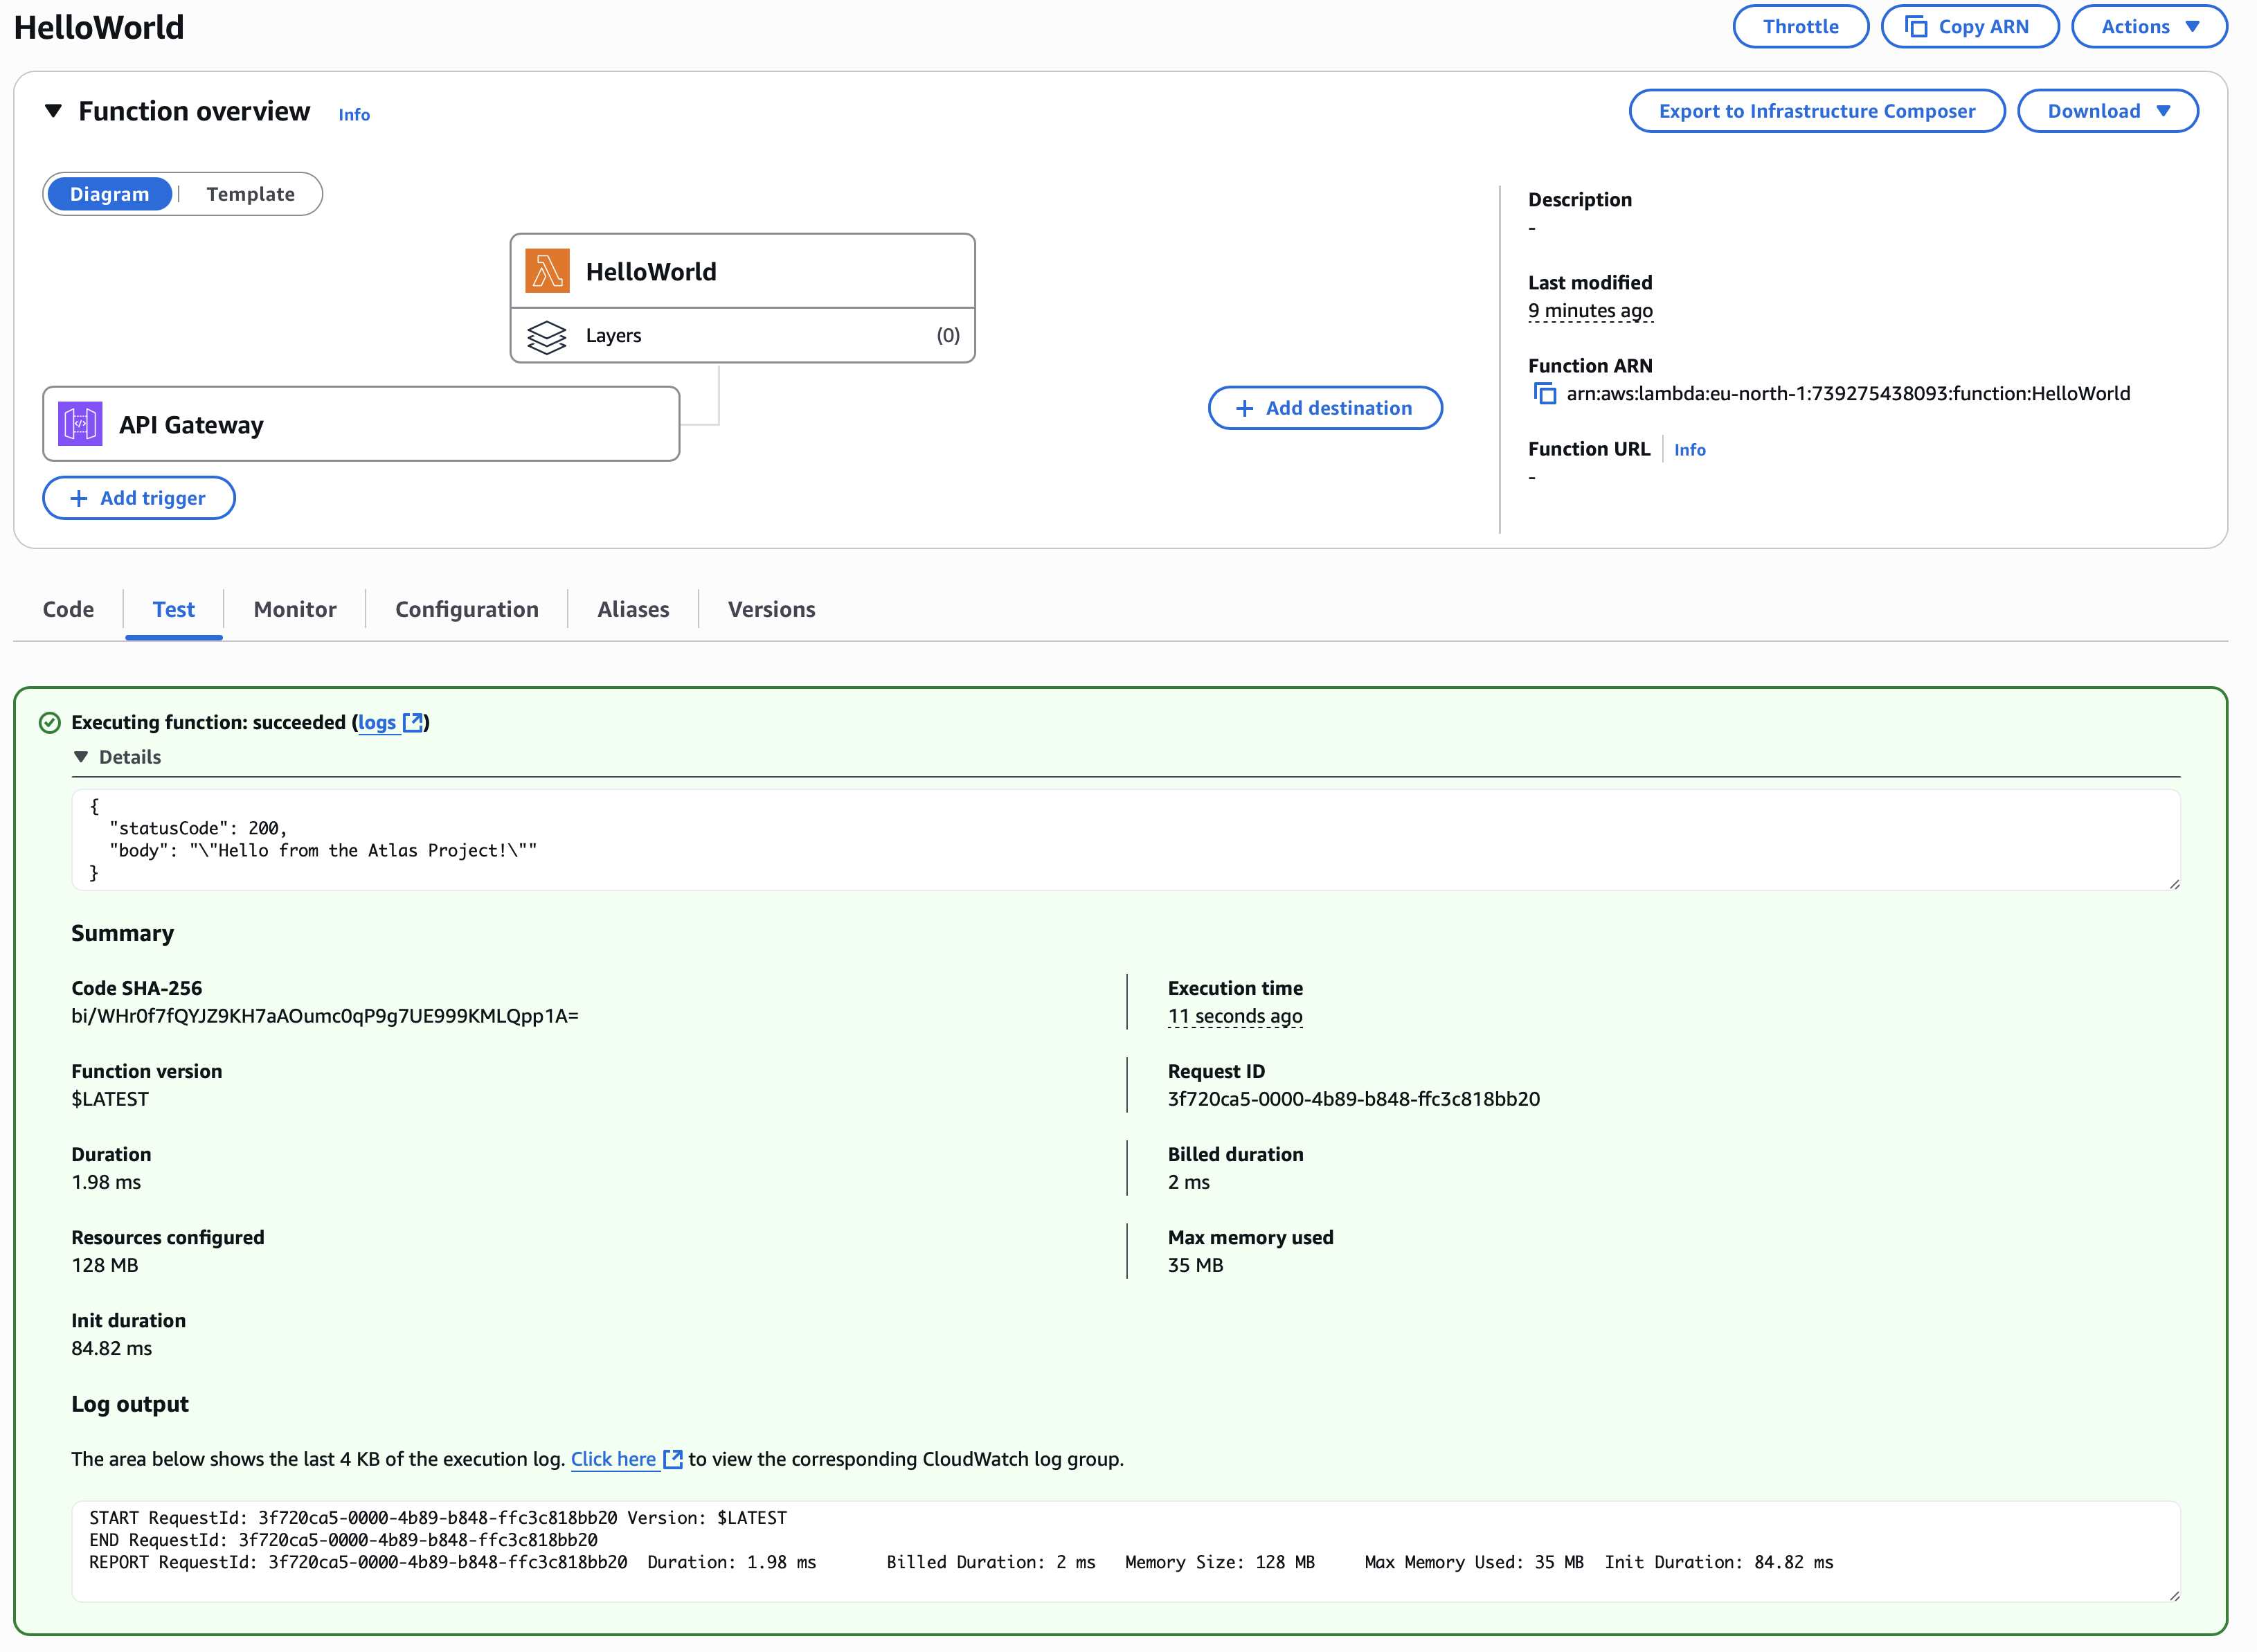 HelloWorld
Throttle
Copy ARN
Actions
Function overview
Info
Export to Infrastructure Composer
Download
Diagram
Template
HelloWorld
Layers
(0)
API Gateway
Add trigger
Add destination
Description
-
Last modified
9 minutes ago
Function ARN
arn:aws:lambda:eu-north-1:739275438093:function:HelloWorld
Function URL
Info
-
Code
Test
Monitor
Configuration
Aliases
Versions
Executing function: succeeded (logs)
Details
{
"statusCode": 200,
"body": "\"Hello from the Atlas Project!\""
}
Summary
Code SHA-256
bi/WHr0f7fQYJZ9KH7aAOumc0qP9g7UE999KMLQpp1A=
Execution time
11 seconds ago
Function version
$LATEST
Request ID
3f720ca5-0000-4b89-b848-ffc3c818bb20
Duration
1.98 ms
Billed duration
2 ms
Resources configured
128 MB
Max memory used
35 MB
Init duration
84.82 ms
Log output
The area below shows the last 4 KB of the execution log. Click here to view the corresponding CloudWatch log group.
START RequestId: 3f720ca5-0000-4b89-b848-ffc3c818bb20 Version: $LATEST
END RequestId: 3f720ca5-0000-4b89-b848-ffc3c818bb20
REPORT RequestId: 3f720ca5-0000-4b89-b848-ffc3c818bb20 Duration: 1.98 ms Billed Duration: 2 ms Memory Size: 128 MB Max Memory Used: 35 MB Init Duration: 84.82 ms